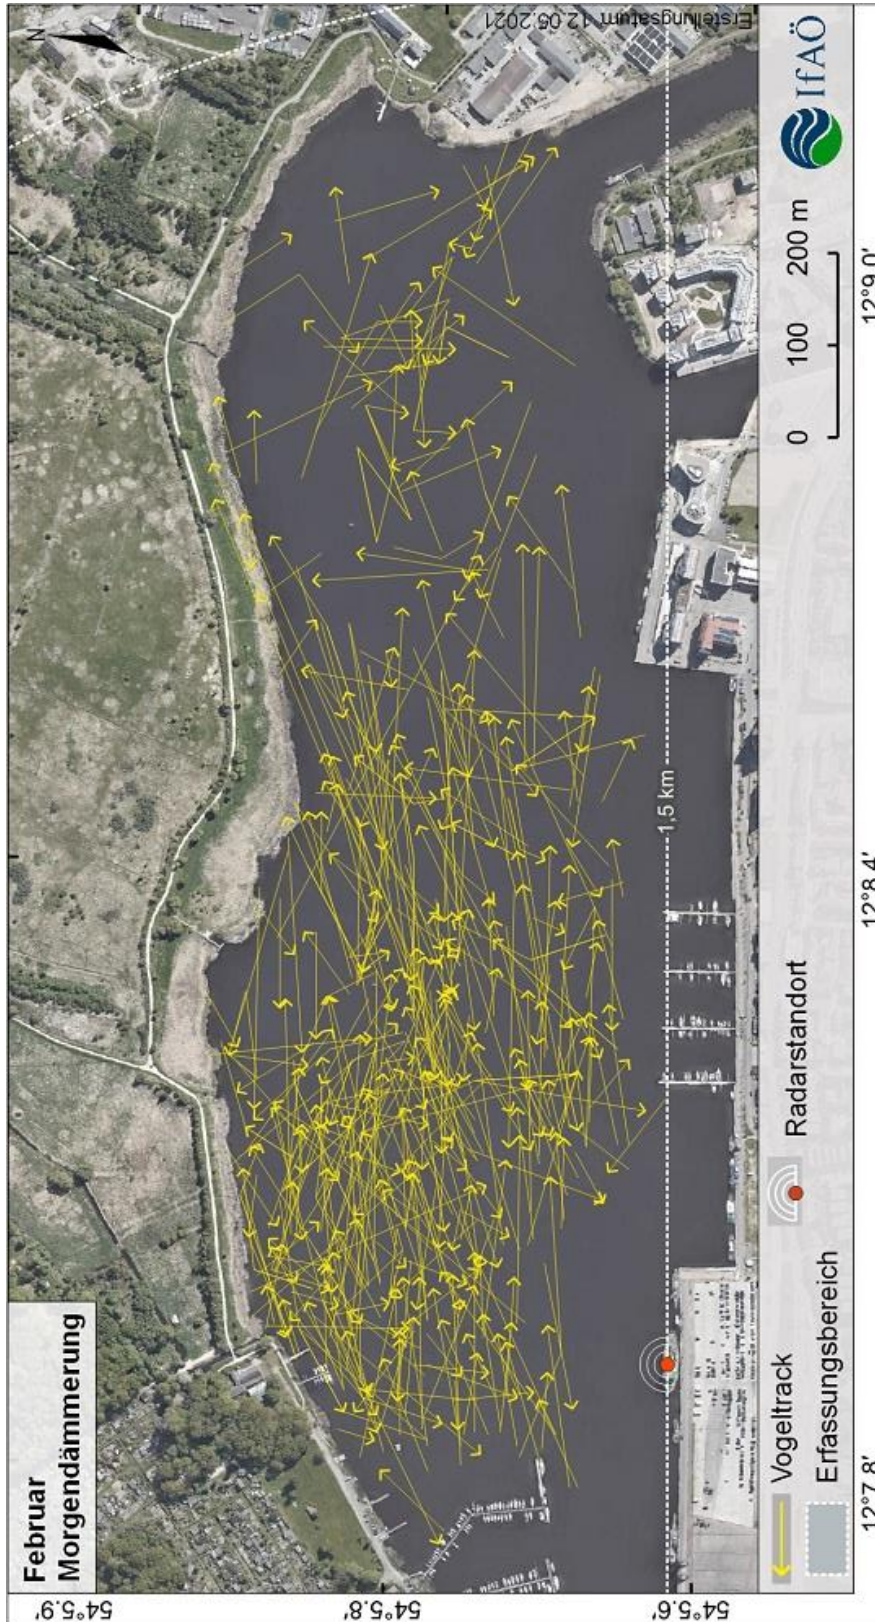 Februar
Morgendämmerung
N
Erstellungsatum: 12.05.2021
1,5 km
Vogeltrack
Erfassungsbereich
Radarstandort
0 100 200 m
IfAÖ
54°5.9'
54°5.8'
54°5.6'
12°7.8'
12°8.4'
12°9.0'